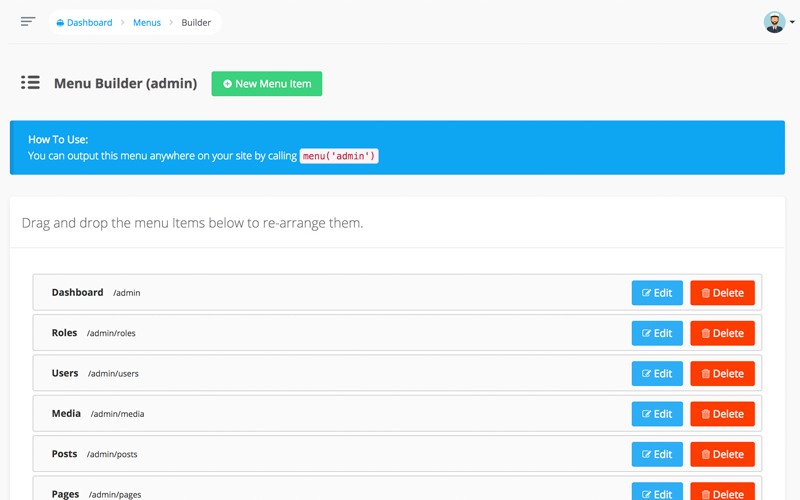 Dashboard > Menus > Builder
Menu Builder (admin) New Menu Item
How To Use:
You can output this menu anywhere on your site by calling menu('admin')
Drag and drop the menu Items below to re-arrange them.
Dashboard /admin Edit Delete
Roles /admin/roles Edit Delete
Users /admin/users Edit Delete
Media /admin/media Edit Delete
Posts /admin/posts Edit Delete
Pages /admin/pages Edit Delete